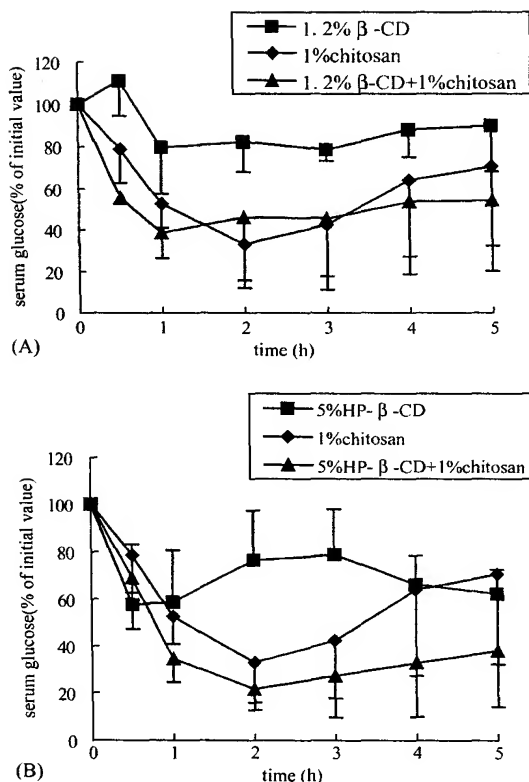 1. 2% β -CD
1%chitosan
1. 2% β-CD+1%chitosan
serum glucose(% of initial value)
120
100
80
60
40
20
0
0 1 2 3 4 5
time (h)
(A)
5%HP- β -CD
1%chitosan
5%HP-β-CD+1%chitosan
serum glucose(% of initial value)
120
100
80
60
40
20
0
0 1 2 3 4 5
time (h)
(B)